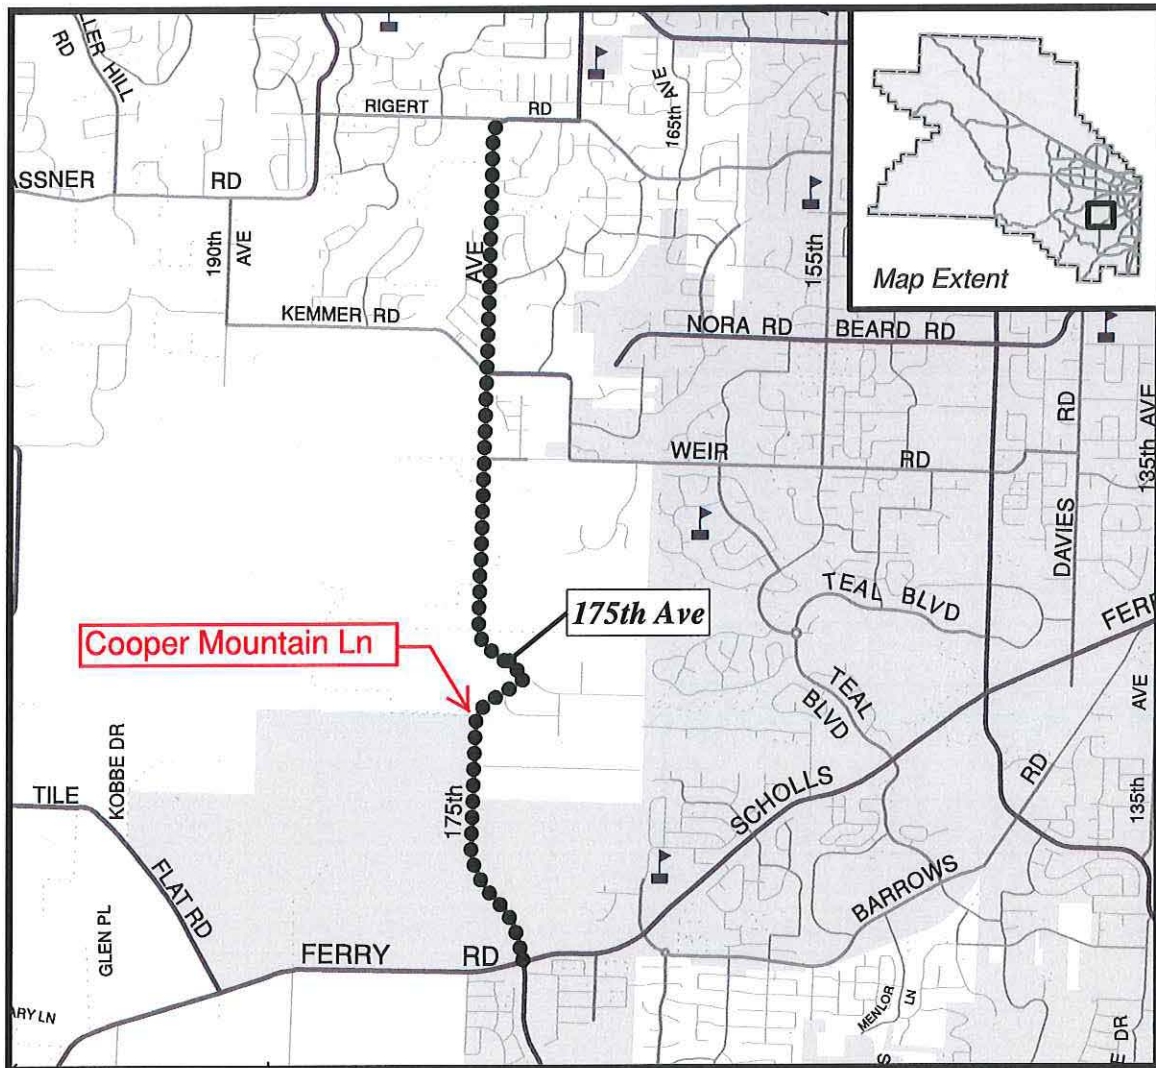 LER HILL
RD
RIGERT RD
165th AVE
ASSNER RD
190th
AVE
AVE
155th
Map Extent
KEMMER RD
NORA RD BEARD RD
WEIR RD
RD
135th AVE
DAVIES
175th Ave
TEAL BLVD
Cooper Mountain Ln
TEAL
BLVD
KOBBE DR
TILE
FLAT RD
175th
SCHOLLS
RD
AVE
135th
BARROWS
GLEN PL
FERRY RD
ARY LN
MENLOR
LN
S
E DR
FERR